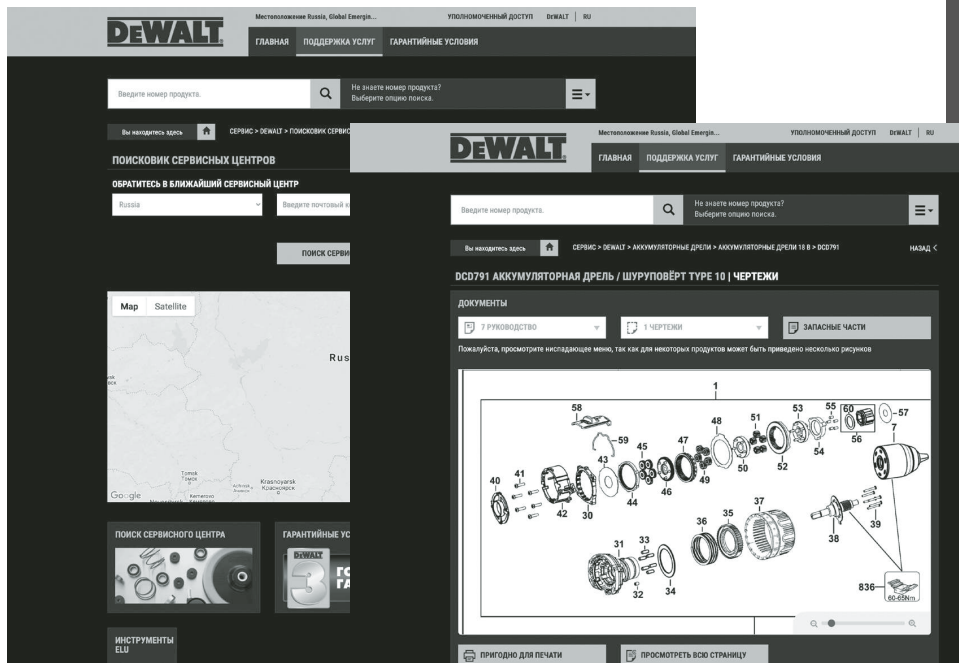 DEWALT
Местоположение Russia, Global Emergin...
УПОЛНОМОЧЕННЫЙ ДОСТУП DEWALT RU
ГЛАВНАЯ ПОДДЕРЖКА УСЛУГ ГАРАНТИЙНЫЕ УСЛОВИЯ
Введите номер продукта.
Не знаете номер продукта?
Выберите опцию поиска.
Вы находитесь здесь
СЕРВИС > DEWALT > ПОИСКОВИК СЕРВИС
ПОИСКОВИК СЕРВИСНЫХ ЦЕНТРОВ
ОБРАТИТЕСЬ В БЛИЖАЙШИЙ СЕРВИСНЫЙ ЦЕНТР
Russia
Введите почтовый к
ПОИСК СЕРВИ
Map Satellite
Rus
Tomsk
Томск
Krasnoyarsk
Красноярск
Kemerovo
Google
ПОИСК СЕРВИСНОГО ЦЕНТРА
ГАРАНТИЙНЫЕ УС
DEWALT
3
ГО
ГА
ИНСТРУМЕНТЫ
ELU
DEWALT
Местоположение Russia, Global Emergin...
УПОЛНОМОЧЕННЫЙ ДОСТУП DEWALT RU
ГЛАВНАЯ ПОДДЕРЖКА УСЛУГ ГАРАНТИЙНЫЕ УСЛОВИЯ
Введите номер продукта.
Не знаете номер продукта?
Выберите опцию поиска.
Вы находитесь здесь
СЕРВИС > DEWALT > АККУМУЛЯТОРНЫЕ ДРЕЛИ > АККУМУЛЯТОРНЫЕ ДРЕЛИ 18 В > DCD791
НАЗАД <
DCD791 АККУМУЛЯТОРНАЯ ДРЕЛЬ / ШУРУПОВЁРТ TYPE 10 | ЧЕРТЕЖИ
ДОКУМЕНТЫ
7 РУКОВОДСТВО
1 ЧЕРТЕЖИ
ЗАПАСНЫЕ ЧАСТИ
Пожалуйста, просмотрите ниспадающее меню, так как для некоторых продуктов может быть приведено несколько рисунков
1
58
59
43
45
47
48
51
53
55
60
57
7
56
54
52
50
49
46
44
41
40
42
30
37
35
36
39
38
33
31
34
32
836
60-65Nm
ПРИГОДНО ДЛЯ ПЕЧАТИ
ПРОСМОТРЕТЬ ВСЮ СТРАНИЦУ